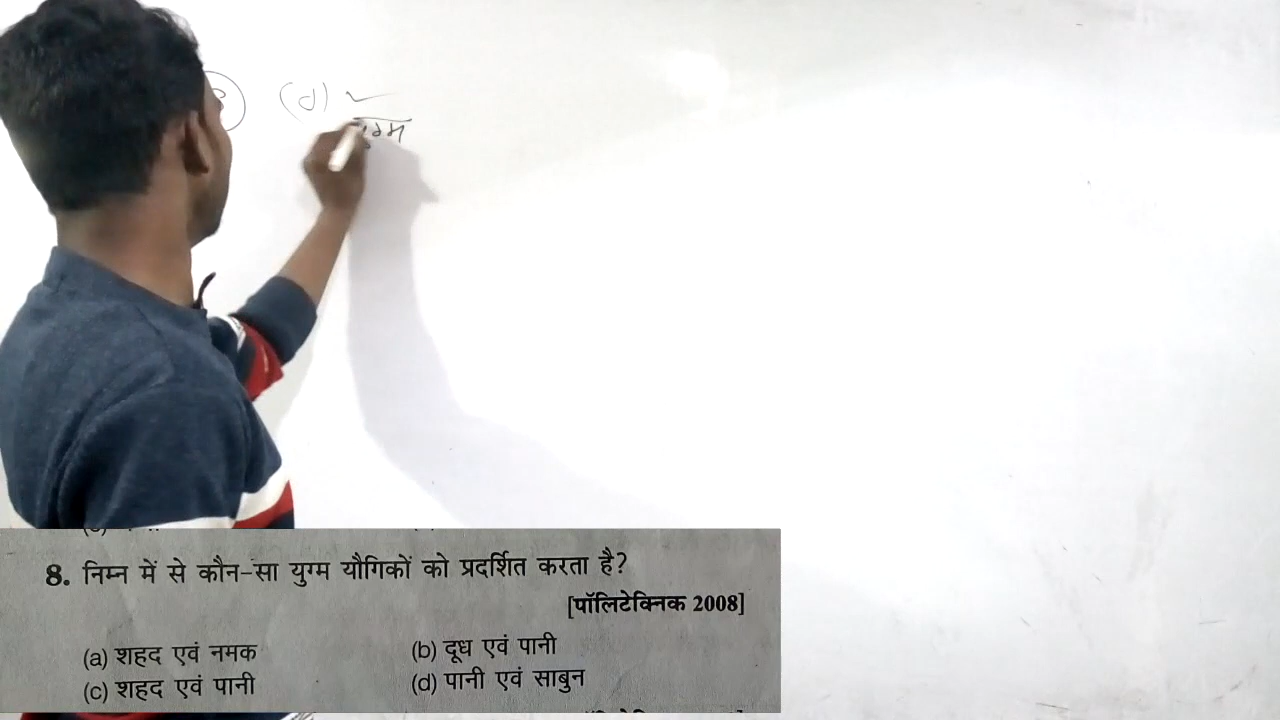 (d) ✓
युग्म
8. निम्न में से कौन-सा युग्म यौगिकों को प्रदर्शित करता है?
[पॉलिटेक्निक 2008]
(a) शहद एवं नमक (b) दूध एवं पानी
(c) शहद एवं पानी (d) पानी एवं साबुन